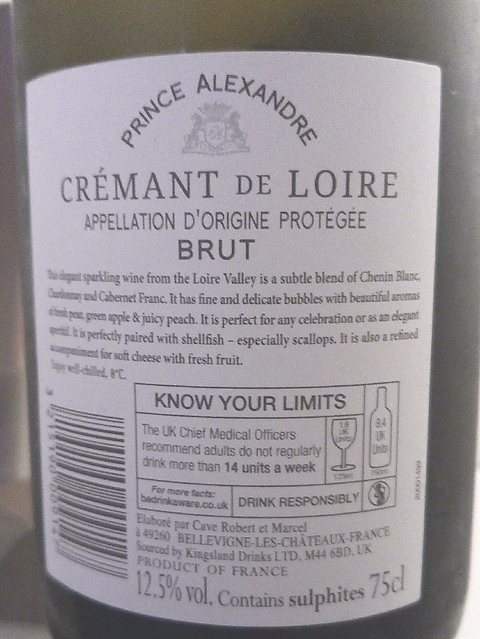 PRINCE ALEXANDRE
CRÉMANT DE LOIRE
APPELLATION D'ORIGINE PROTÉGÉE
BRUT
This elegant sparkling wine from the Loire Valley is a subtle blend of Chenin Blanc,
Chardonnay and Cabernet Franc. It has fine and delicate bubbles with beautiful aromas
of fresh pear, green apple & juicy peach. It is perfect for any celebration or as an elegant
aperitif. It is perfectly paired with shellfish – especially scallops. It is also a refined
accompaniment for soft cheese with fresh fruit.
Enjoy well-chilled, 8°C.
KNOW YOUR LIMITS
The UK Chief Medical Officers
recommend adults do not regularly
drink more than 14 units a week
1.6
UK
Units
125ml
9.4
UK
Units
750ml
For more facts:
bedrinkaware.co.uk
DRINK RESPONSIBLY
Elaboré par Cave Robert et Marcel
à 49260 BELLEVIGNE-LES-CHÂTEAUX-FRANCE
Sourced by Kingsland Drinks LTD, M44 6BD, UK
PRODUCT OF FRANCE
12.5% vol. Contains sulphites 75cl